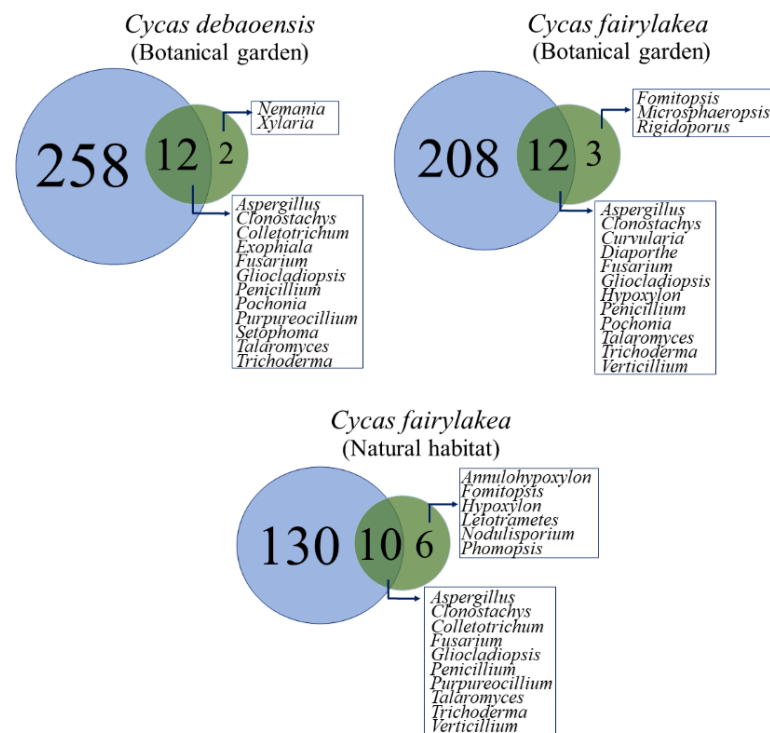 Cycas debaoensis
(Botanical garden)
258
12
2
Nemania
Xylaria
Aspergillus
Clonostachys
Colletotrichum
Exophiala
Fusarium
Gliocladiopsis
Penicillium
Pochonia
Purpureocillium
Setophoma
Talaromyces
Trichoderma
Cycas fairylakea
(Botanical garden)
208
12
3
Fomitopsis
Microsphaeropsis
Rigidoporus
Aspergillus
Clonostachys
Curvularia
Diaporthe
Fusarium
Gliocladiopsis
Hypoxylon
Penicillium
Pochonia
Talaromyces
Trichoderma
Verticillium
Cycas fairylakea
(Natural habitat)
130
10
6
Annulohypoxylon
Fomitopsis
Hypoxylon
Leiotrametes
Nodulisporium
Phomopsis
Aspergillus
Clonostachys
Colletotrichum
Fusarium
Gliocladiopsis
Penicillium
Purpureocillium
Talaromyces
Trichoderma
Verticillium